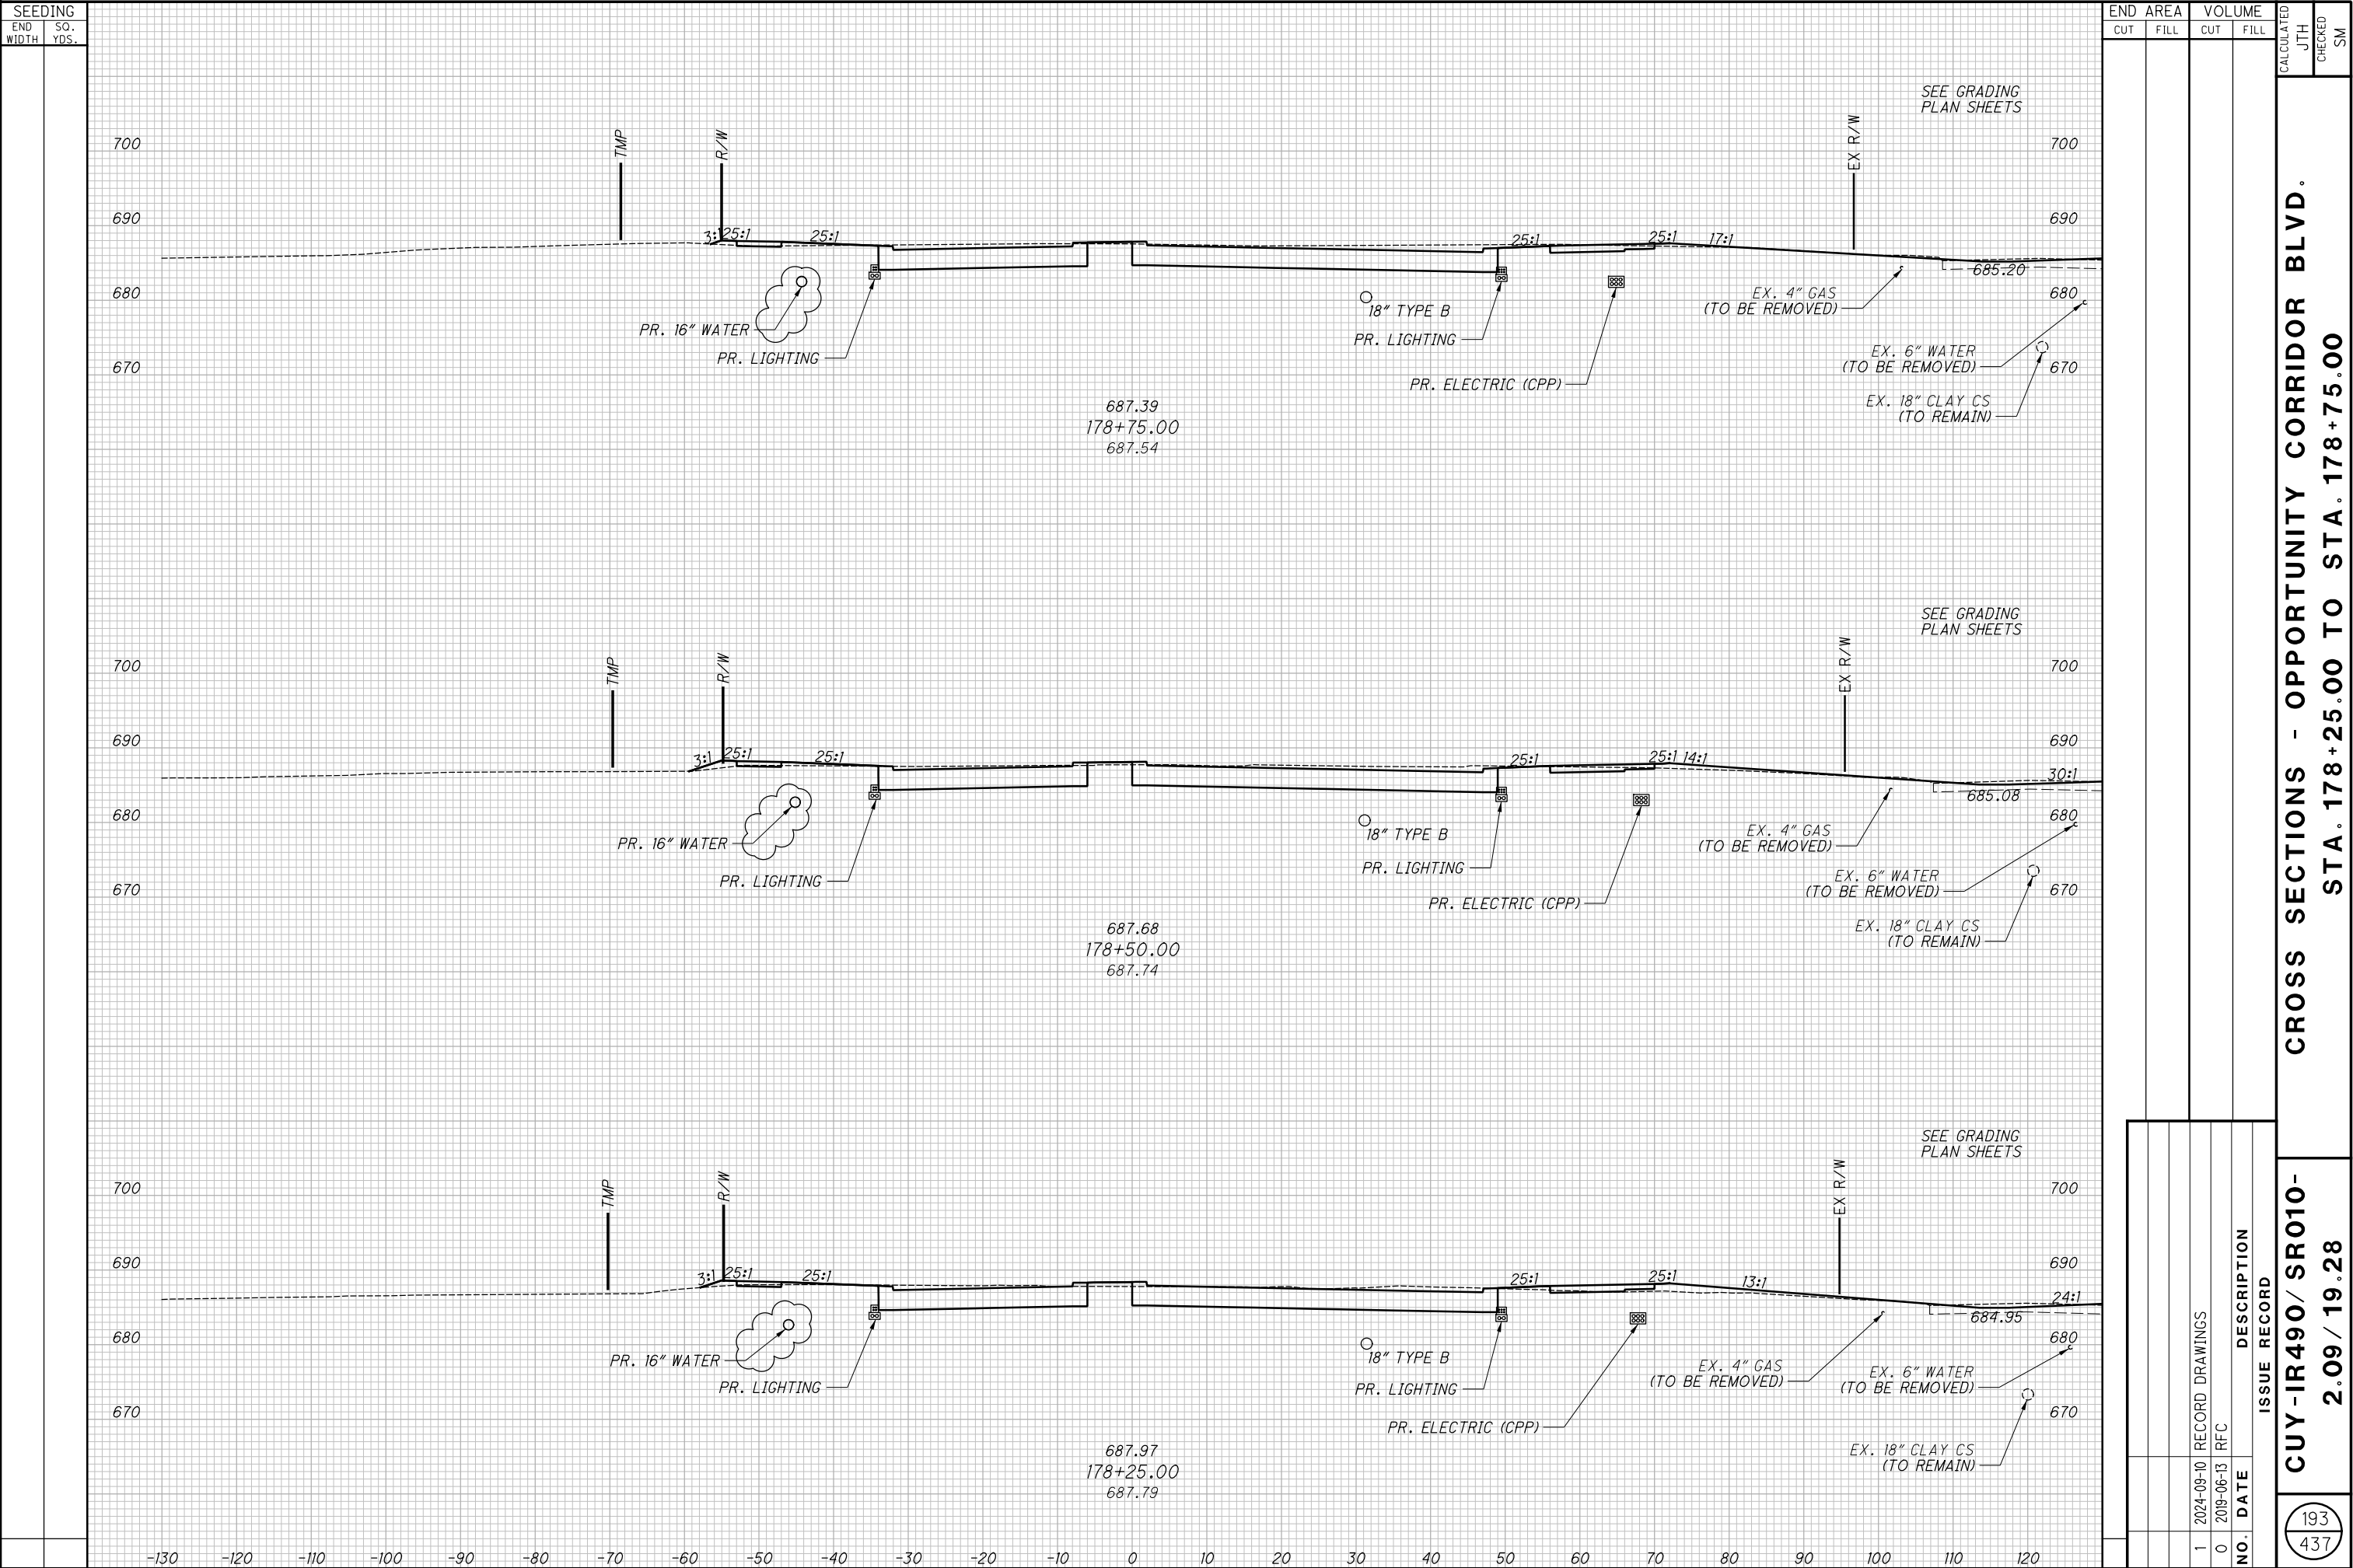 SEEDING
END WIDTH
SQ. YDS.
END AREA
VOLUME
CUT
FILL
CUT
FILL
CALCULATED
JTH
CHECKED
SM
SEE GRADING
PLAN SHEETS
TMP
R/W
EX R/W
700
700
690
690
3:1
25:1
25:1
25:1
25:1
17:1
685.20
680
680
EX. 4" GAS
(TO BE REMOVED)
18" TYPE B
PR. 16" WATER
PR. LIGHTING
PR. LIGHTING
PR. ELECTRIC (CPP)
EX. 6" WATER
(TO BE REMOVED)
670
670
EX. 18" CLAY CS
(TO REMAIN)
687.39
178+75.00
687.54
SEE GRADING
PLAN SHEETS
TMP
R/W
EX R/W
700
700
690
690
3:1
25:1
25:1
25:1
25:1
14:1
30:1
685.08
680
680
EX. 4" GAS
(TO BE REMOVED)
18" TYPE B
PR. 16" WATER
PR. LIGHTING
PR. LIGHTING
PR. ELECTRIC (CPP)
EX. 6" WATER
(TO BE REMOVED)
670
670
EX. 18" CLAY CS
(TO REMAIN)
687.68
178+50.00
687.74
SEE GRADING
PLAN SHEETS
TMP
R/W
EX R/W
700
700
690
690
3:1
25:1
25:1
25:1
25:1
13:1
24:1
684.95
680
680
18" TYPE B
PR. 16" WATER
PR. LIGHTING
PR. LIGHTING
EX. 4" GAS
(TO BE REMOVED)
EX. 6" WATER
(TO BE REMOVED)
PR. ELECTRIC (CPP)
670
670
EX. 18" CLAY CS
(TO REMAIN)
687.97
178+25.00
687.79
-130 -120 -110 -100 -90 -80 -70 -60 -50 -40 -30 -20 -10 0 10 20 30 40 50 60 70 80 90 100 110 120
CROSS SECTIONS - OPPORTUNITY CORRIDOR BLVD.
STA. 178+25.00 TO STA. 178+75.00
1 2024-09-10 RECORD DRAWINGS
0 2019-06-13 RFC
NO. DATE DESCRIPTION
ISSUE RECORD
CUY-IR490/SR010-
2.09/19.28
193
437